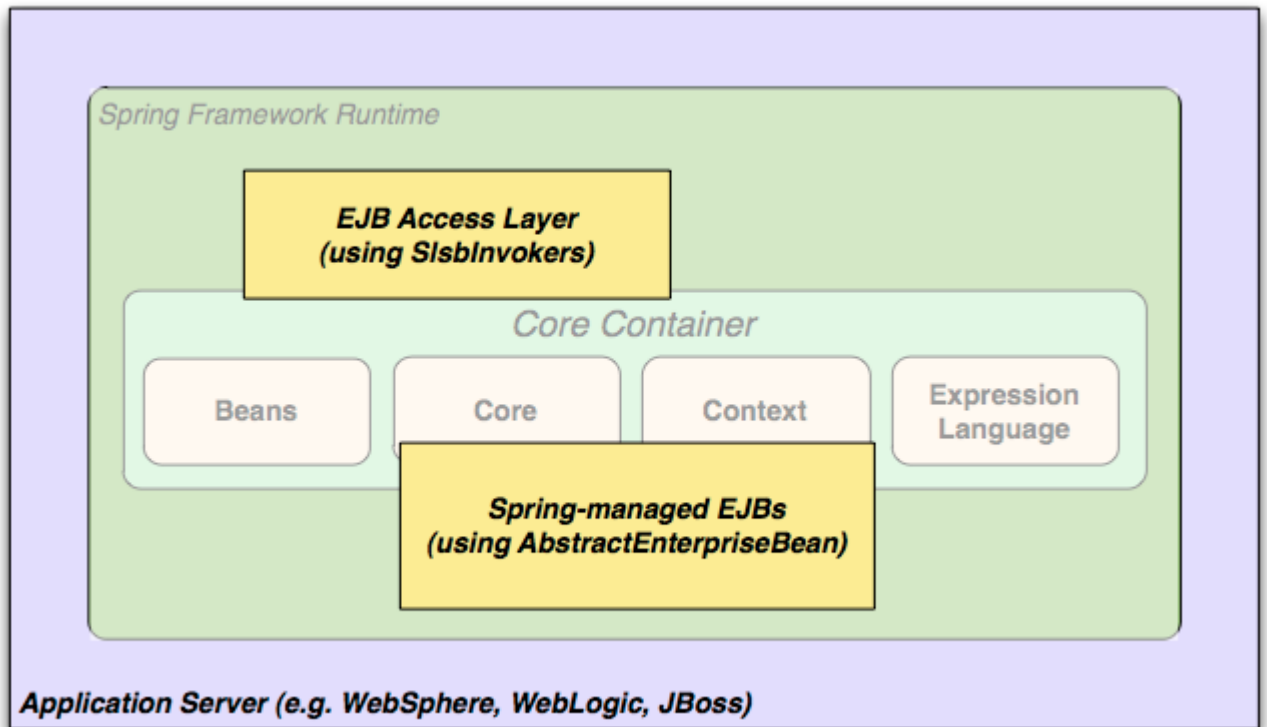 Spring Framework Runtime
EJB Access Layer
(using SlsbInvokers)
Core Container
Beans
Core
Context
Expression
Language
Spring-managed EJBs
(using AbstractEnterpriseBean)
Application Server (e.g. WebSphere, WebLogic, JBoss)